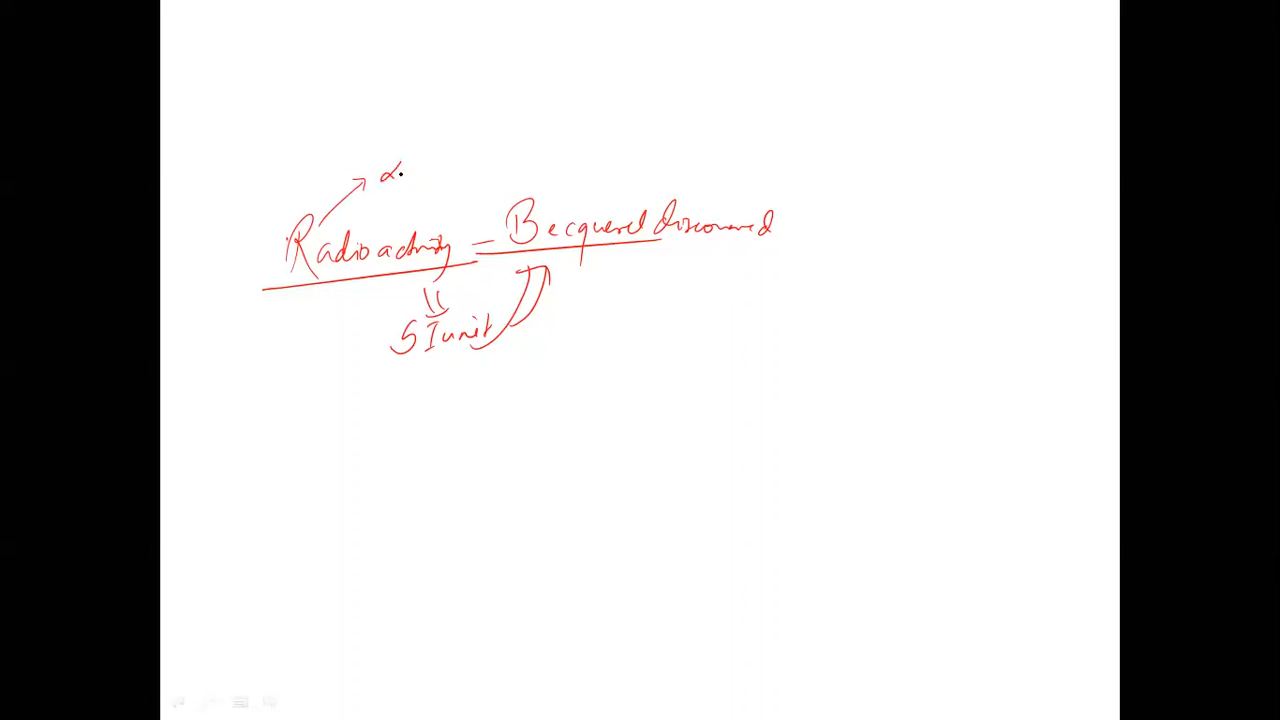 α
Radioactivity = Becquerel discovered
SI unit